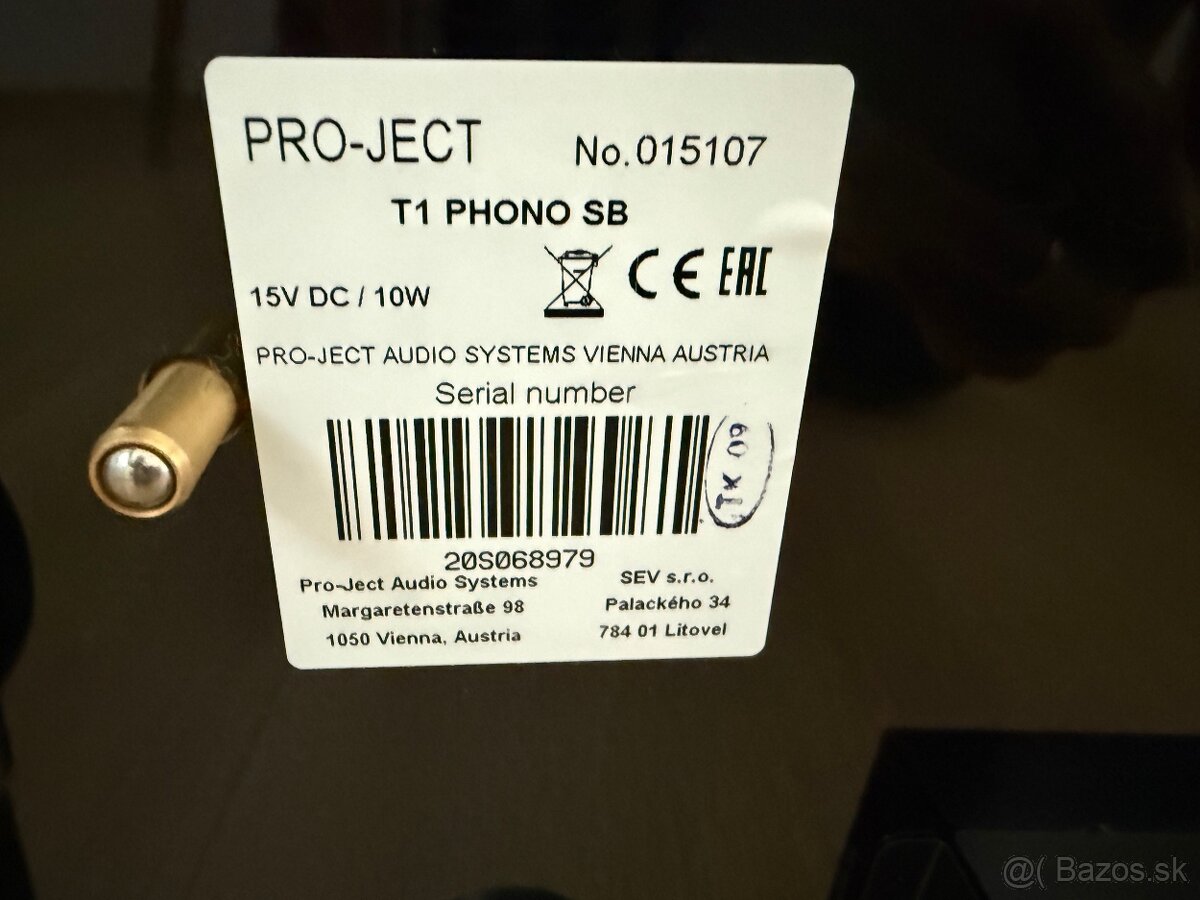 PRO-JECT No.015107
T1 PHONO SB
15V DC / 10W CE EAC
PRO-JECT AUDIO SYSTEMS VIENNA AUSTRIA
Serial number
TK 09
20S068979
Pro-Ject Audio Systems
Margaretenstraße 98
1050 Vienna, Austria
SEV s.r.o.
Palackého 34
784 01 Litovel
@( Bazos.sk